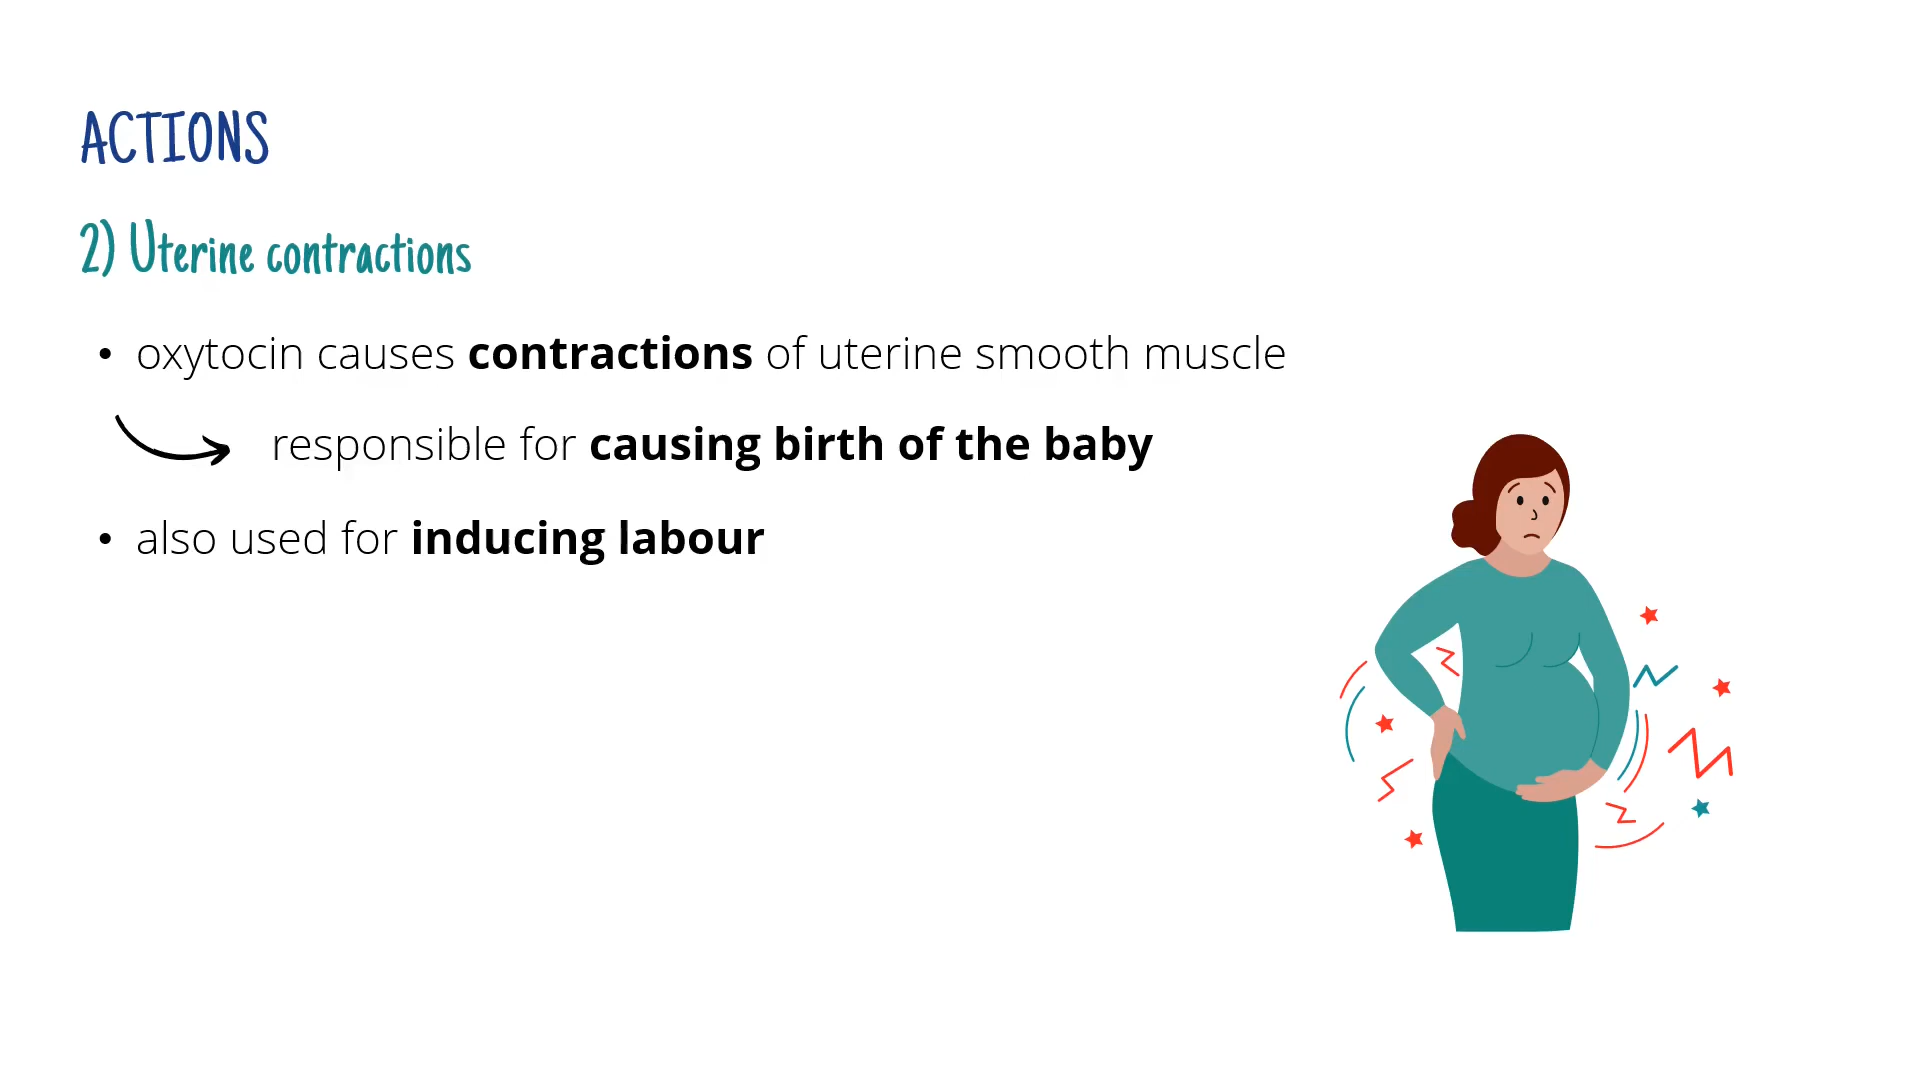 ACTIONS
2) Uterine contractions
• oxytocin causes contractions of uterine smooth muscle
responsible for causing birth of the baby
• also used for inducing labour